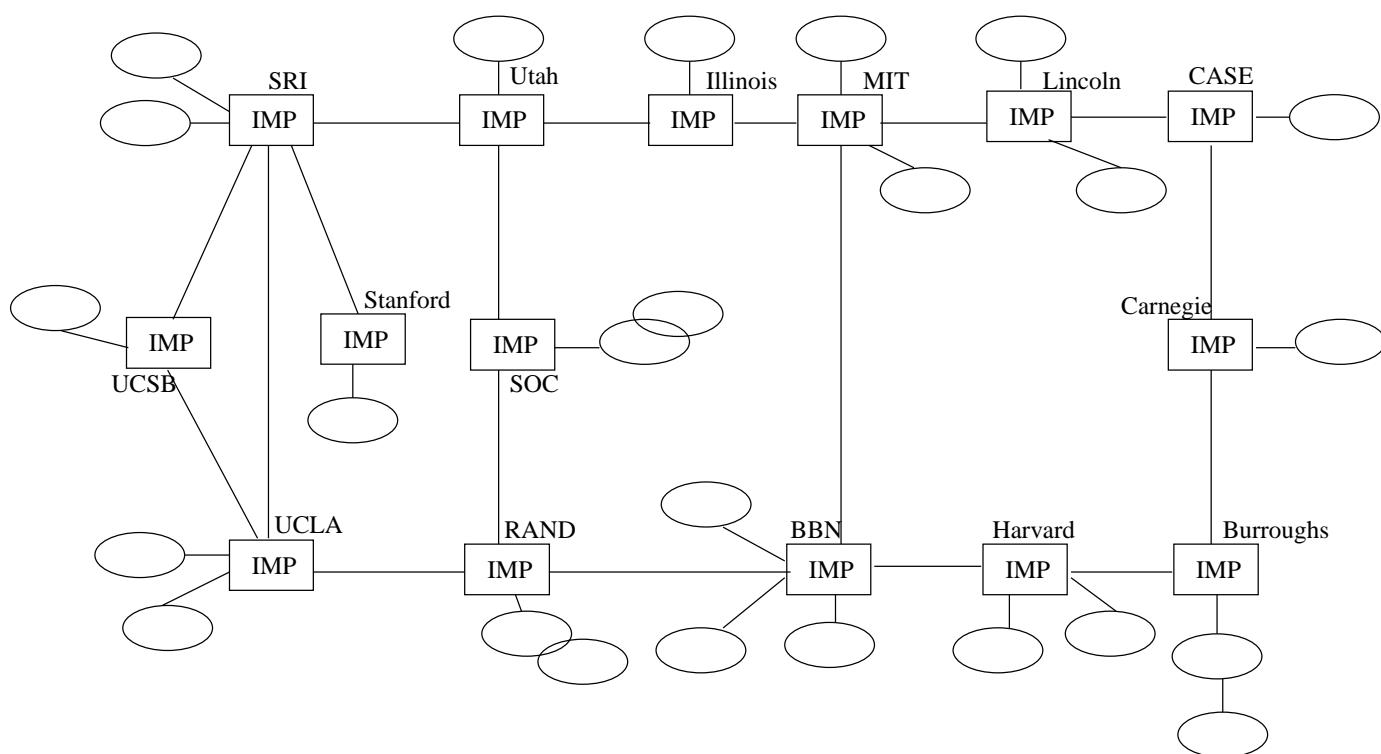 SRI
Utah
Illinois
MIT
Lincoln
CASE
IMP
IMP
IMP
IMP
IMP
IMP
Stanford
Carnegie
IMP
IMP
IMP
IMP
UCSB
SOC
UCLA
RAND
BBN
Harvard
Burroughs
IMP
IMP
IMP
IMP
IMP